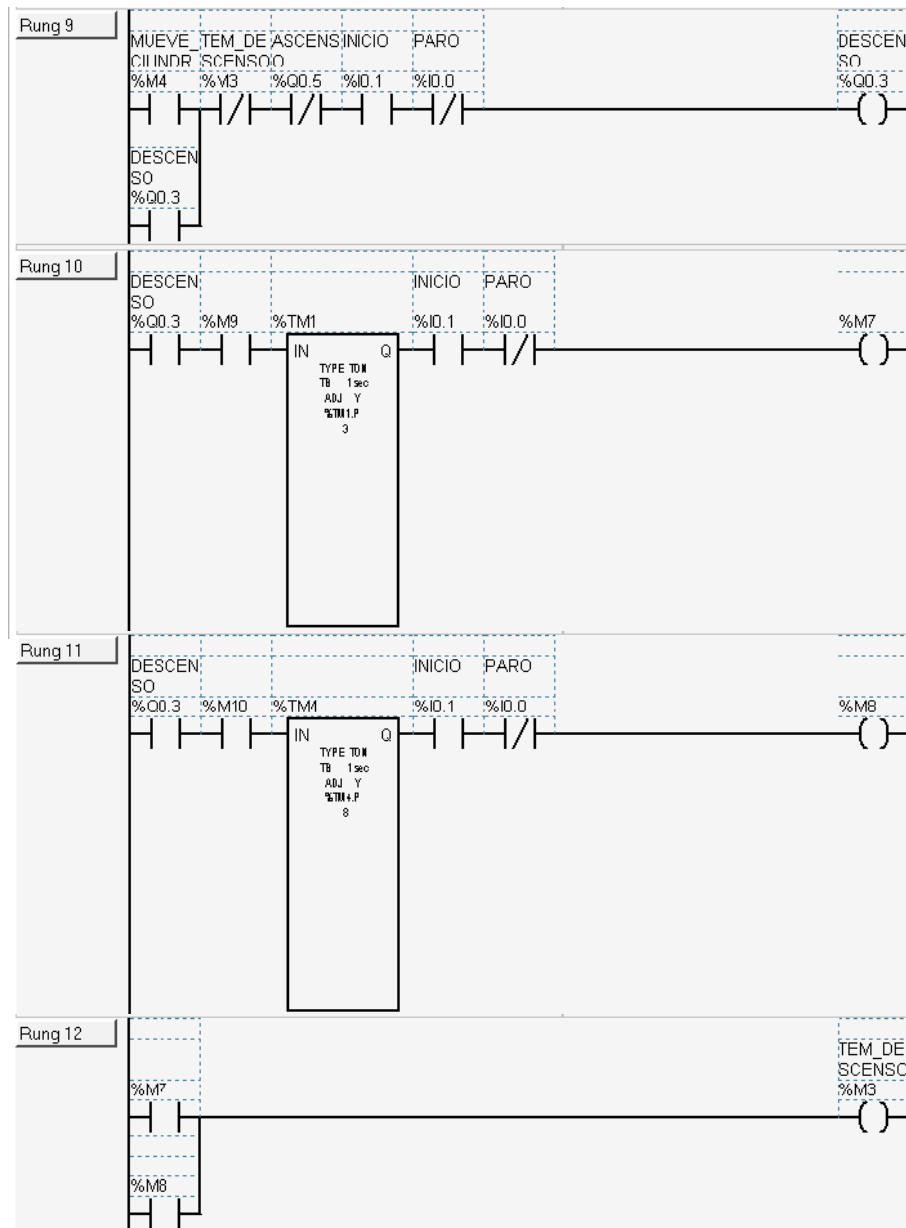 Rung 9
MUEVE_ TEM_DE ASCENS INICIO PARO DESCEN
CILINDR SCENSO O SO
%M4 %M3 %Q0.5 %I0.1 %I0.0 %Q0.3
DESCEN
SO
%Q0.3
Rung 10
DESCEN INICIO PARO
SO
%Q0.3 %M9 %TM1 %I0.1 %I0.0 %M7
IN Q
TYPE TON
TB 1sec
ADJ Y
%TM1.P
3
Rung 11
DESCEN INICIO PARO
SO
%Q0.3 %M10 %TM4 %I0.1 %I0.0 %M8
IN Q
TYPE TON
TB 1sec
ADJ Y
%TM4.P
8
Rung 12
TEM_DE
SCENSO
%M7 %M3
%M8